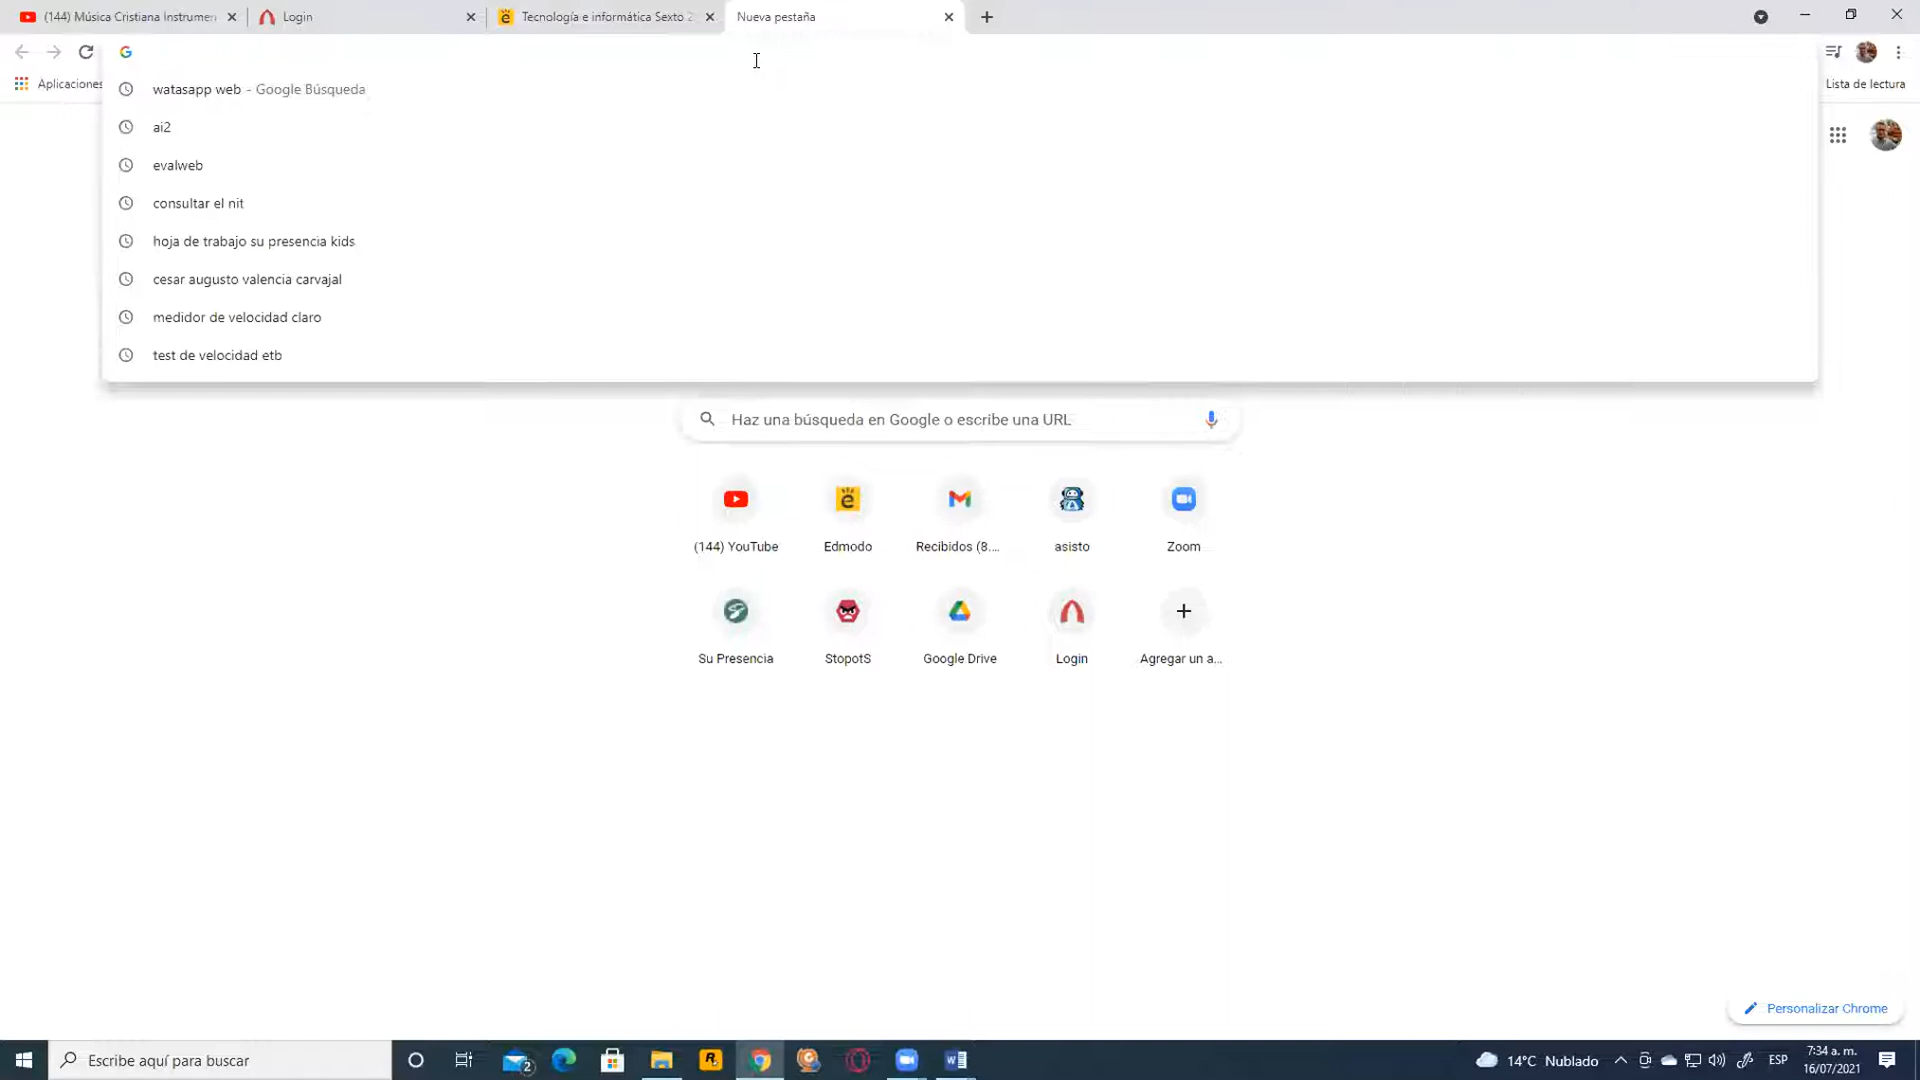 (144) Música Cristiana Instrumen
Login
Tecnología e informática Sexto 2
Nueva pestaña
Aplicaciones
Lista de lectura
watasapp web - Google Búsqueda
ai2
evalweb
consultar el nit
hoja de trabajo su presencia kids
cesar augusto valencia carvajal
medidor de velocidad claro
test de velocidad etb
Haz una búsqueda en Google o escribe una URL
(144) YouTube
Edmodo
Recibidos (8....
asisto
Zoom
Su Presencia
StopotS
Google Drive
Login
Agregar un a...
Personalizar Chrome
Escribe aquí para buscar
2
14°C Nublado
ESP
7:34 a. m.
16/07/2021